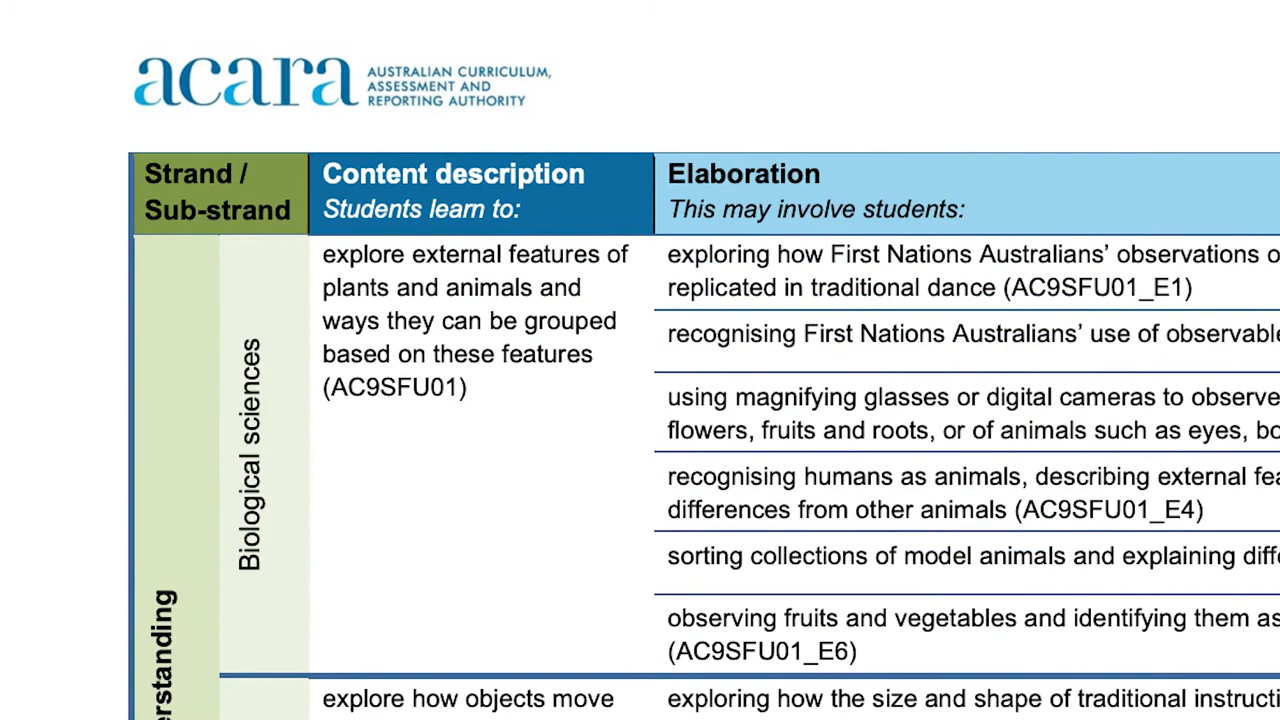 acara
AUSTRALIAN CURRICULUM,
ASSESSMENT AND
REPORTING AUTHORITY
Strand /
Sub-strand
Content description
Students learn to:
Elaboration
This may involve students:
Biological sciences
explore external features of
plants and animals and
ways they can be grouped
based on these features
(AC9SFU01)
exploring how First Nations Australians’ observations
replicated in traditional dance (AC9SFU01_E1)
recognising First Nations Australians’ use of
using magnifying glasses or digital cameras to observe
flowers, fruits and roots, or of animals such as eyes,
recognising humans as animals, describing external
differences from other animals (AC9SFU01_E4)
sorting collections of model animals and explaining
observing fruits and vegetables and identifying them as
(AC9SFU01_E6)
explore how objects move
exploring how the size and shape of traditional